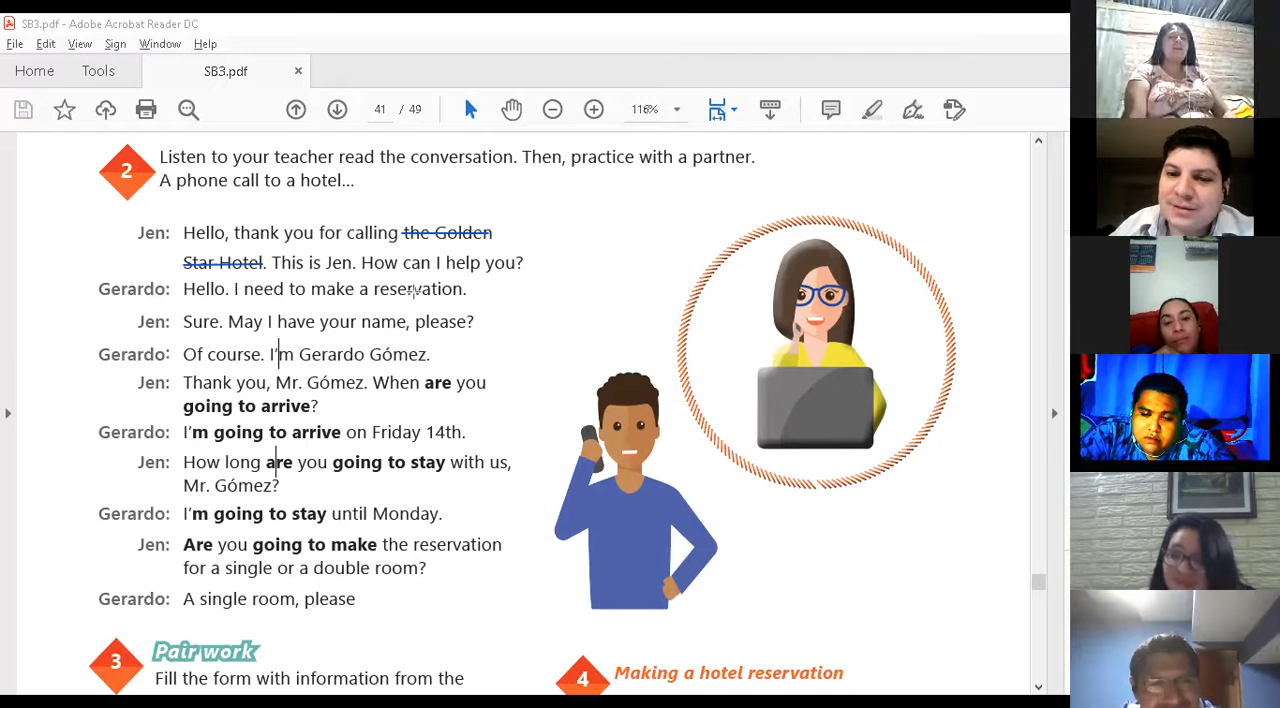 SB3.pdf - Adobe Acrobat Reader DC
File Edit View Sign Window Help
Home Tools SB3.pdf ×
41 / 49 116%
2 Listen to your teacher read the conversation. Then, practice with a partner.
A phone call to a hotel...
Jen: Hello, thank you for calling the Golden
Star Hotel. This is Jen. How can I help you?
Gerardo: Hello. I need to make a reservation.
Jen: Sure. May I have your name, please?
Gerardo: Of course. I'm Gerardo Gómez.
Jen: Thank you, Mr. Gómez. When are you
going to arrive?
Gerardo: I'm going to arrive on Friday 14th.
Jen: How long are you going to stay with us,
Mr. Gómez?
Gerardo: I'm going to stay until Monday.
Jen: Are you going to make the reservation
for a single or a double room?
Gerardo: A single room, please
3 Pair work
Fill the form with information from the
4 Making a hotel reservation